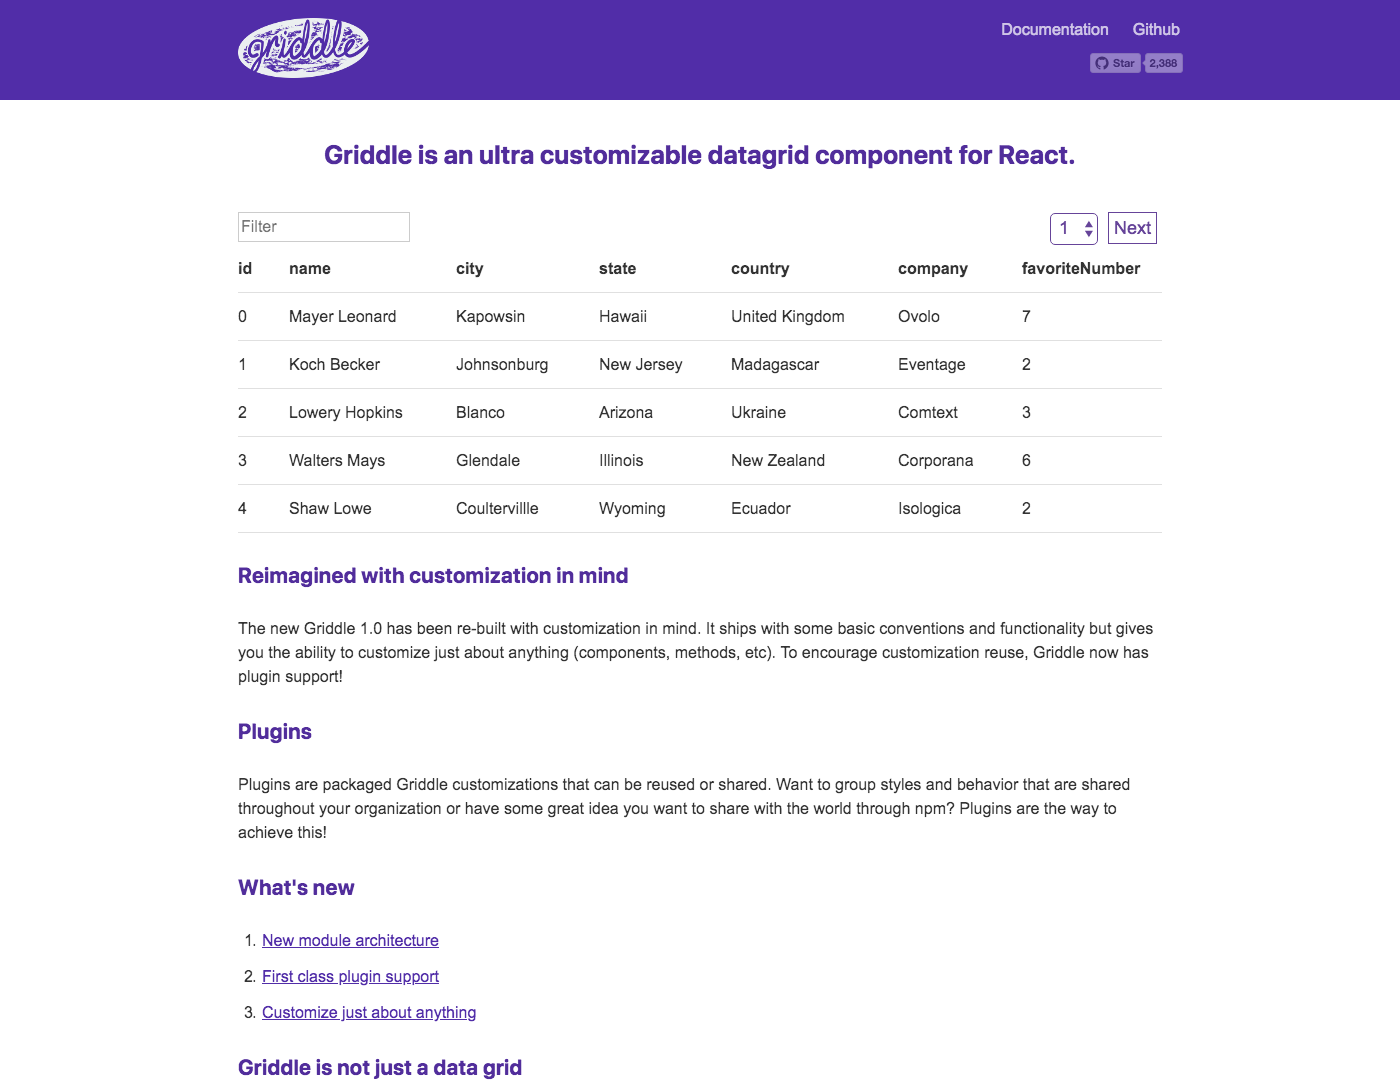 griddle
Documentation Github
Star 2,388
Griddle is an ultra customizable datagrid component for React.
Filter 1 Next
id name city state country company favoriteNumber
0 Mayer Leonard Kapowsin Hawaii United Kingdom Ovolo 7
1 Koch Becker Johnsonburg New Jersey Madagascar Eventage 2
2 Lowery Hopkins Blanco Arizona Ukraine Comtext 3
3 Walters Mays Glendale Illinois New Zealand Corporana 6
4 Shaw Lowe Coultervillle Wyoming Ecuador Isologica 2
Reimagined with customization in mind
The new Griddle 1.0 has been re-built with customization in mind. It ships with some basic conventions and functionality but gives
you the ability to customize just about anything (components, methods, etc). To encourage customization reuse, Griddle now has
plugin support!
Plugins
Plugins are packaged Griddle customizations that can be reused or shared. Want to group styles and behavior that are shared
throughout your organization or have some great idea you want to share with the world through npm? Plugins are the way to
achieve this!
What's new
1. New module architecture
2. First class plugin support
3. Customize just about anything
Griddle is not just a data grid